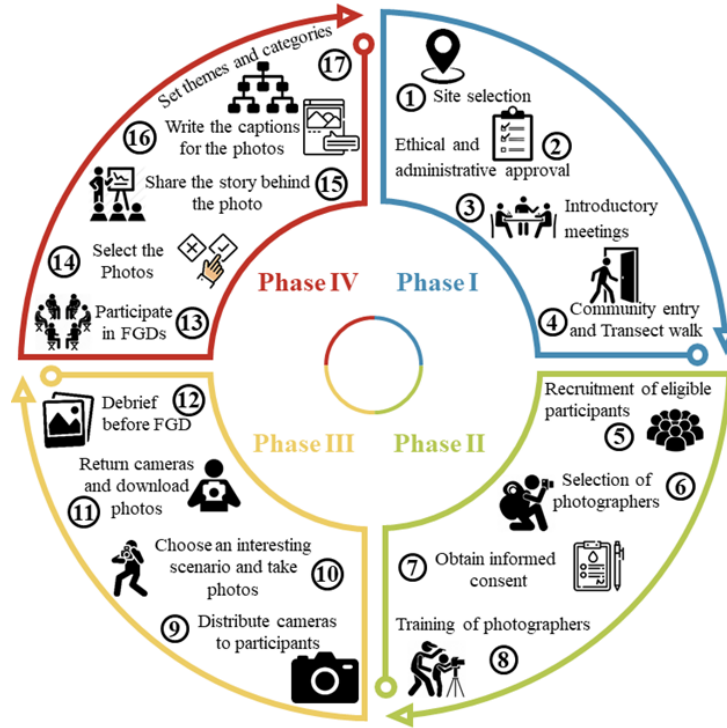 Phase I
1 Site selection
Ethical and 2
administrative approval
3 Introductory
meetings
Community entry
4 and Transect walk
Phase II
Recruitment of eligible
participants
5
Selection of 6
photographers
7 Obtain informed
consent
Training of photographers
8
Phase III
9 Distribute cameras
to participants
Choose an interesting
scenario and take 10
photos
Return cameras
and download
11 photos
Debrief 12
before FGD
Phase IV
Participate 13
in FGDs
14 Select the
Photos
Share the story behind 15
the photo
16 Write the captions
for the photos
Set themes and categories
17